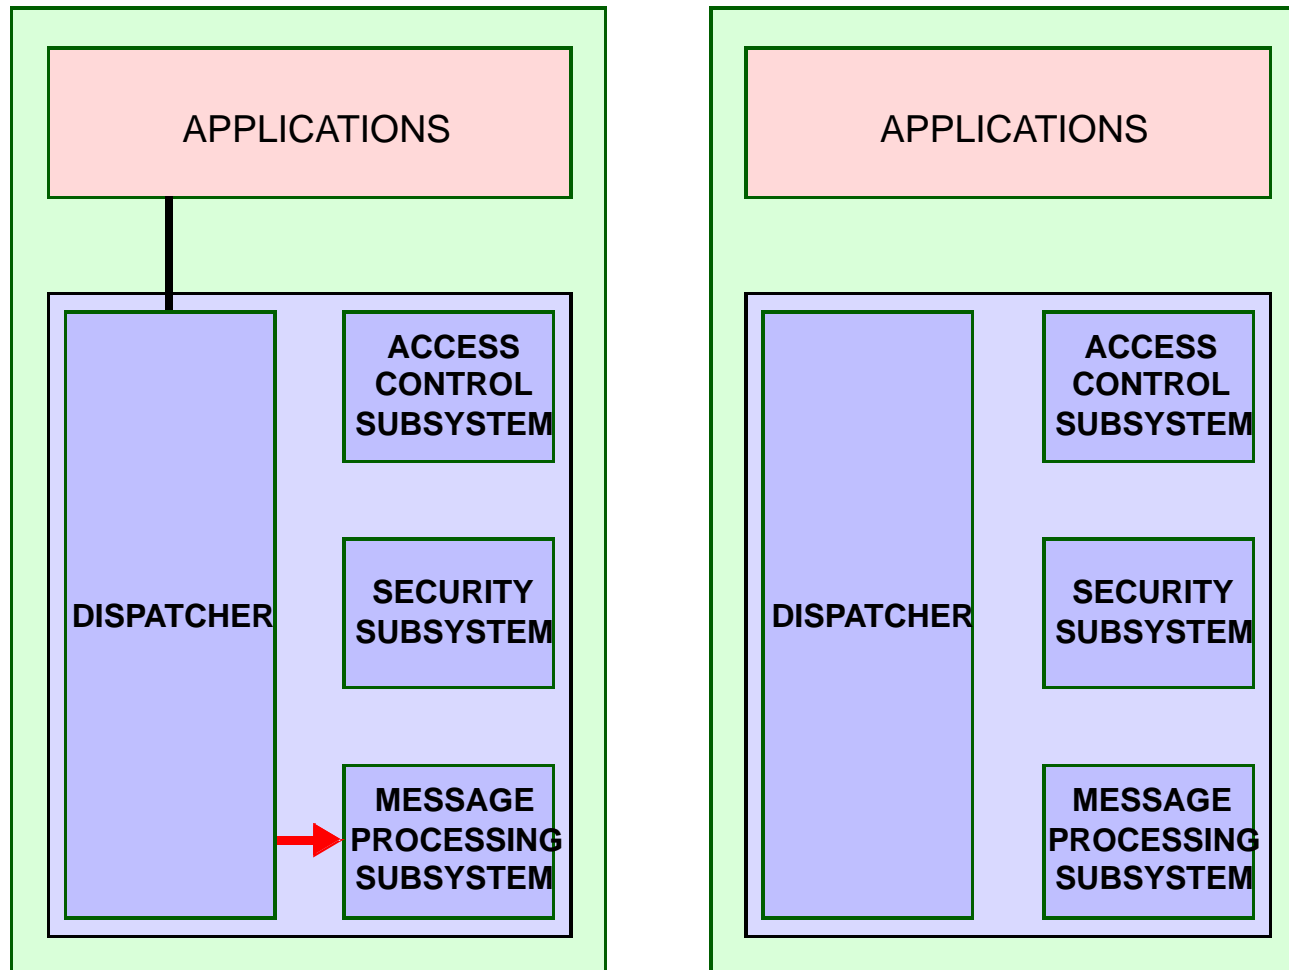 APPLICATIONS
DISPATCHER
ACCESS
CONTROL
SUBSYSTEM
SECURITY
SUBSYSTEM
MESSAGE
PROCESSING
SUBSYSTEM
APPLICATIONS
DISPATCHER
ACCESS
CONTROL
SUBSYSTEM
SECURITY
SUBSYSTEM
MESSAGE
PROCESSING
SUBSYSTEM